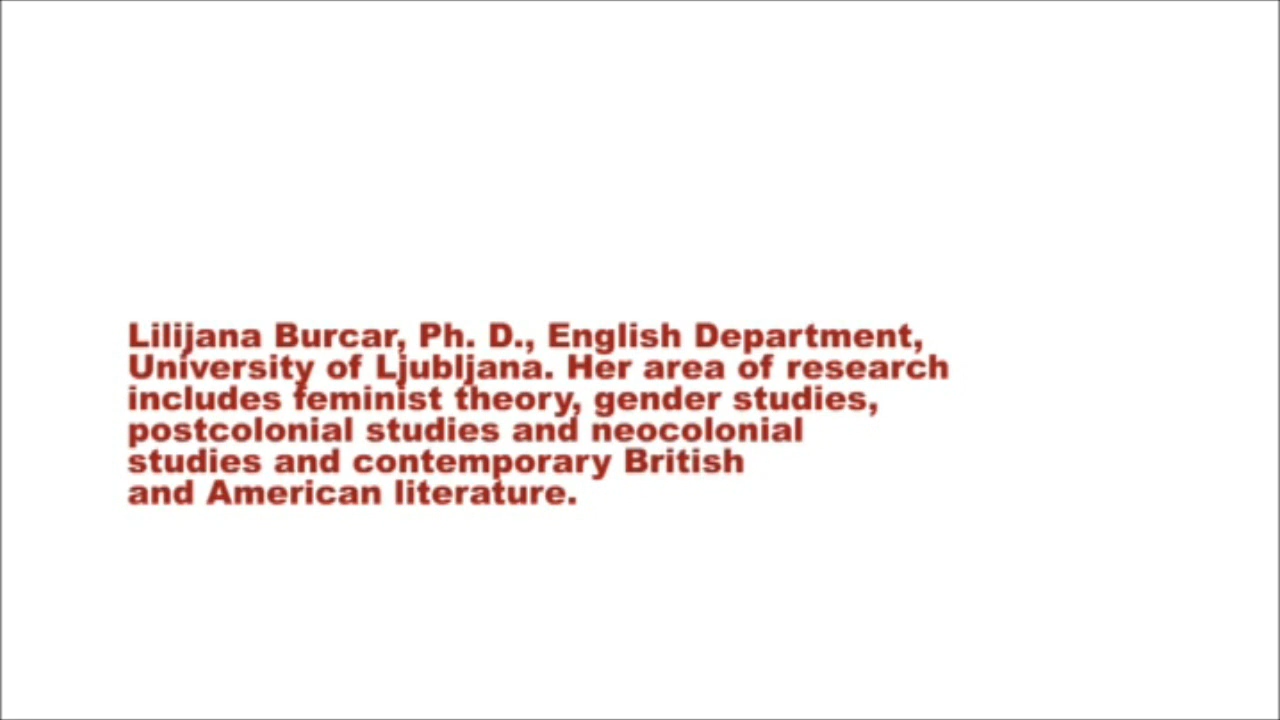 Lilijana Burcar, Ph. D., English Department,
University of Ljubljana. Her area of research
includes feminist theory, gender studies,
postcolonial studies and neocolonial
studies and contemporary British
and American literature.